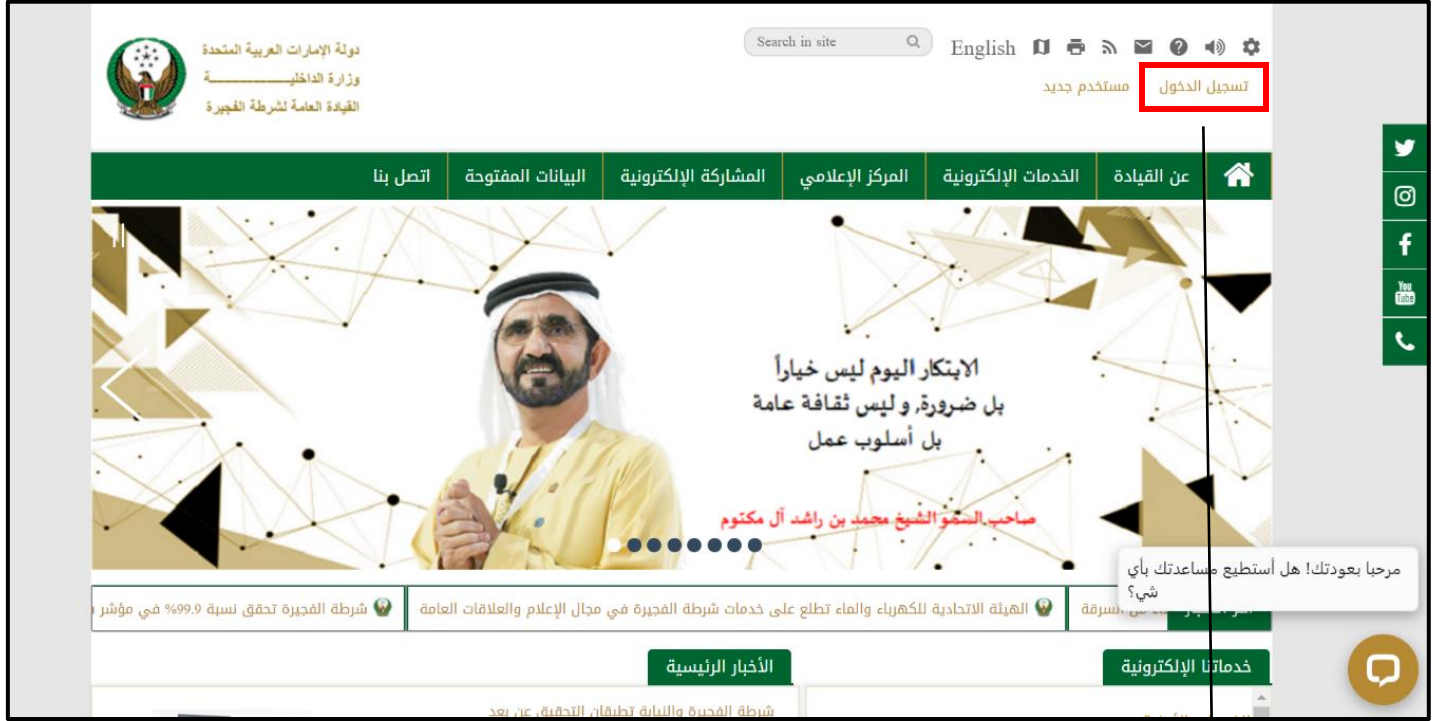 دولة الإمارات العربية المتحدة
وزارة الداخليـــــــــــــة
القيادة العامة لشرطة الفجيرة
Search in site
English
تسجيل الدخول
مستخدم جديد
عن القيادة
الخدمات الإلكترونية
المركز الإعلامي
المشاركة الإلكترونية
البيانات المفتوحة
اتصل بنا
You
Tube
الابتكار اليوم ليس خياراً
بل ضرورة, و ليس ثقافة عامة
بل أسلوب عمل
صاحب السمو الشيخ محمد بن راشد آل مكتوم
مرحبا بعودتك! هل أستطيع مساعدتك بأي
شي؟
السرقة
الهيئة الاتحادية للكهرباء والماء تطلع على خدمات شرطة الفجيرة في مجال الإعلام والعلاقات العامة
شرطة الفجيرة تحقق نسبة 99.9% في مؤشر
خدماتنا الإلكترونية
الأخبار الرئيسية
شرطة الفجيرة والنيابة تطبقان التحقيق عن بعد